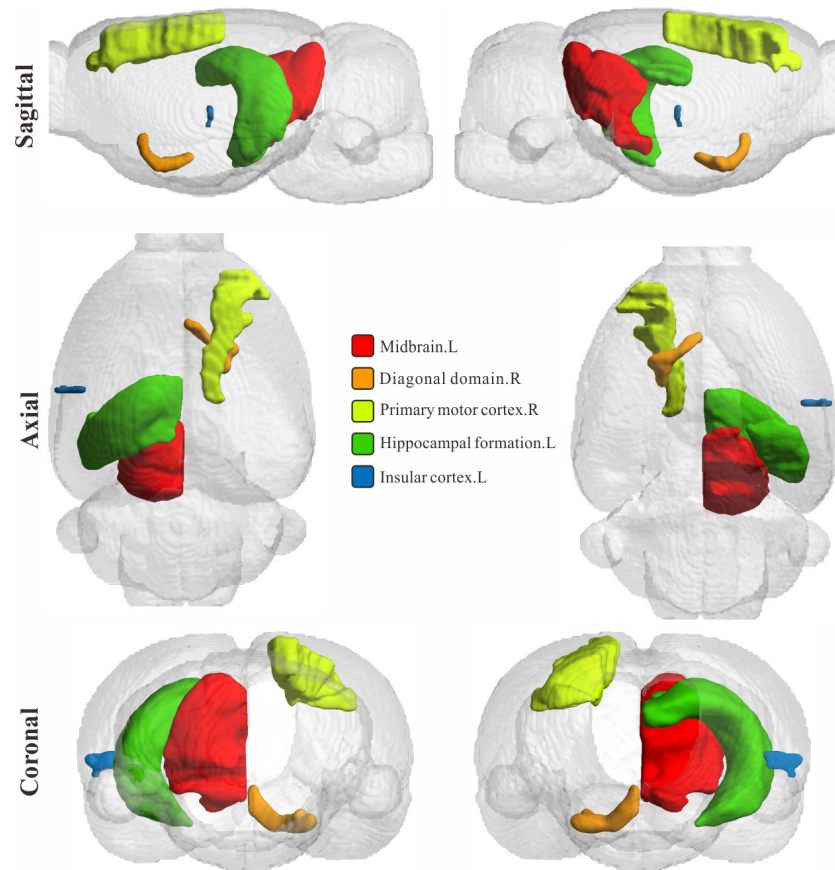 Sagittal
Axial
Midbrain.L
Diagonal domain.R
Primary motor cortex.R
Hippocampal formation.L
Insular cortex.L
Coronal